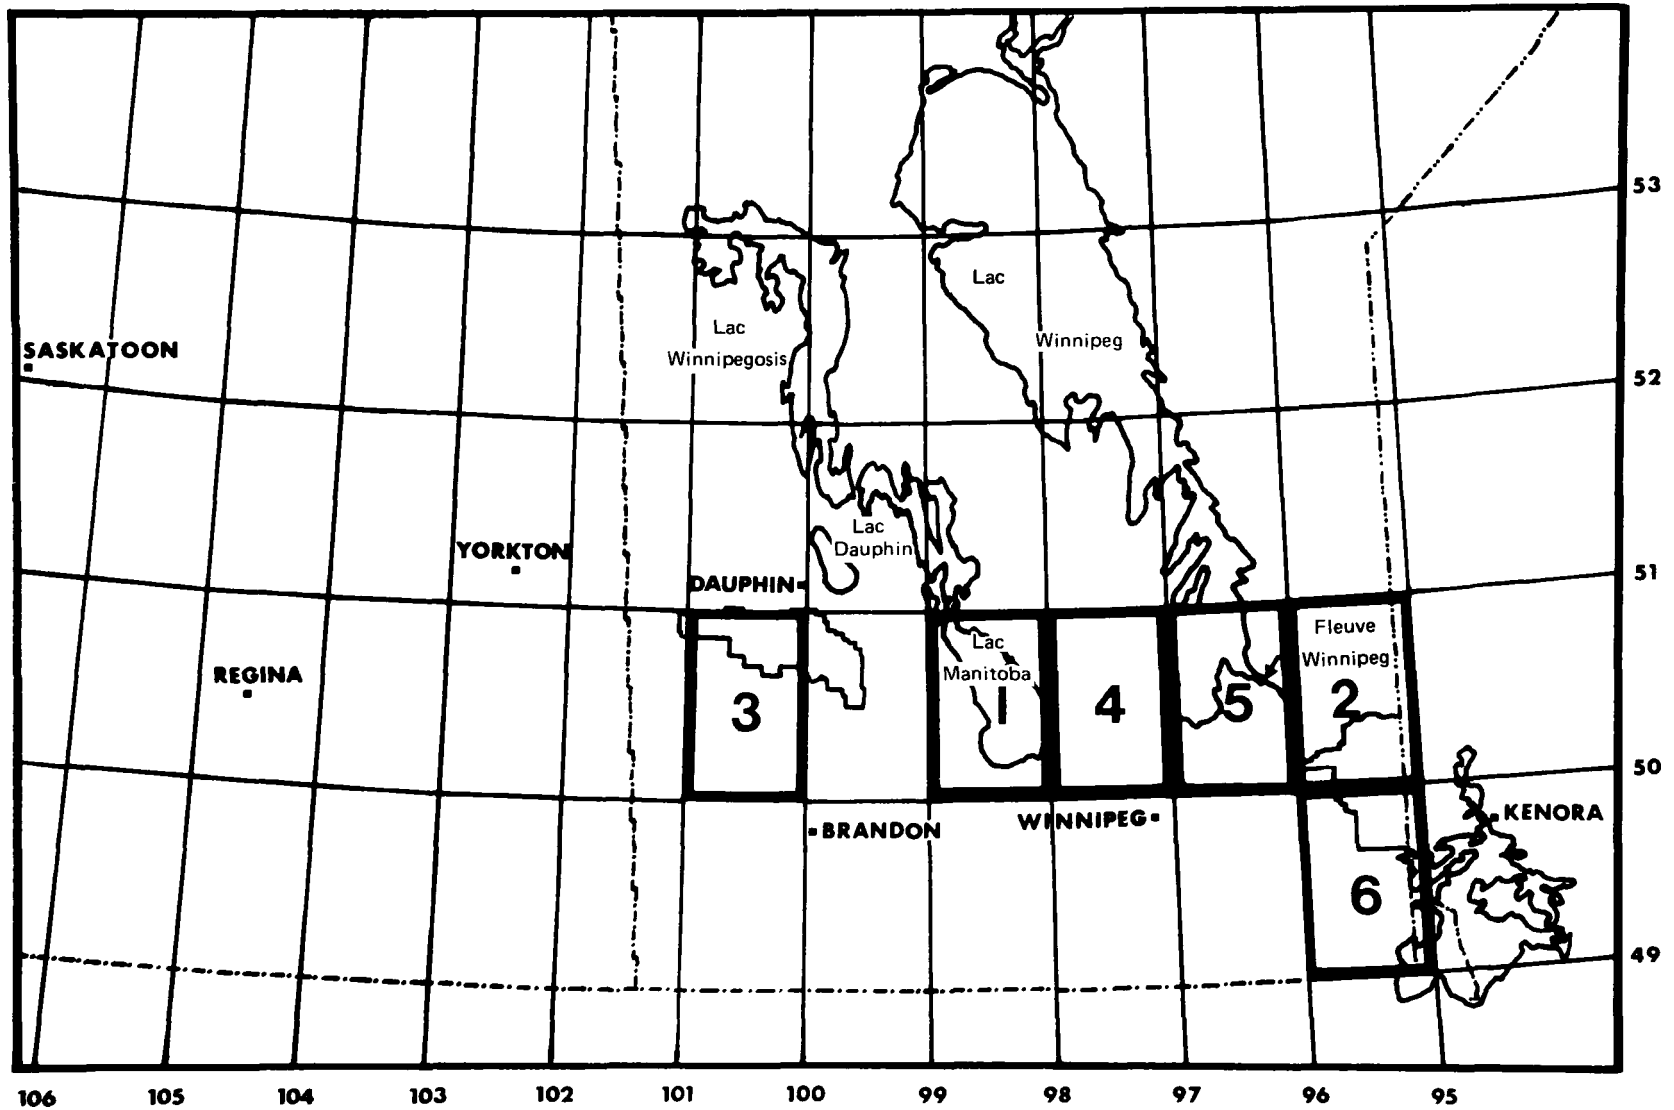 53
Lac
Lac
Winnipegosis
Winnipeg
SASKATOON
52
Lac
Dauphin
YORKTON
DAUPHIN
51
Lac
Manitoba
Fleuve
Winnipeg
REGINA
3
1
4
5
2
50
BRANDON
WINNIPEG
KENORA
6
49
106 105 104 103 102 101 100 99 98 97 96 95